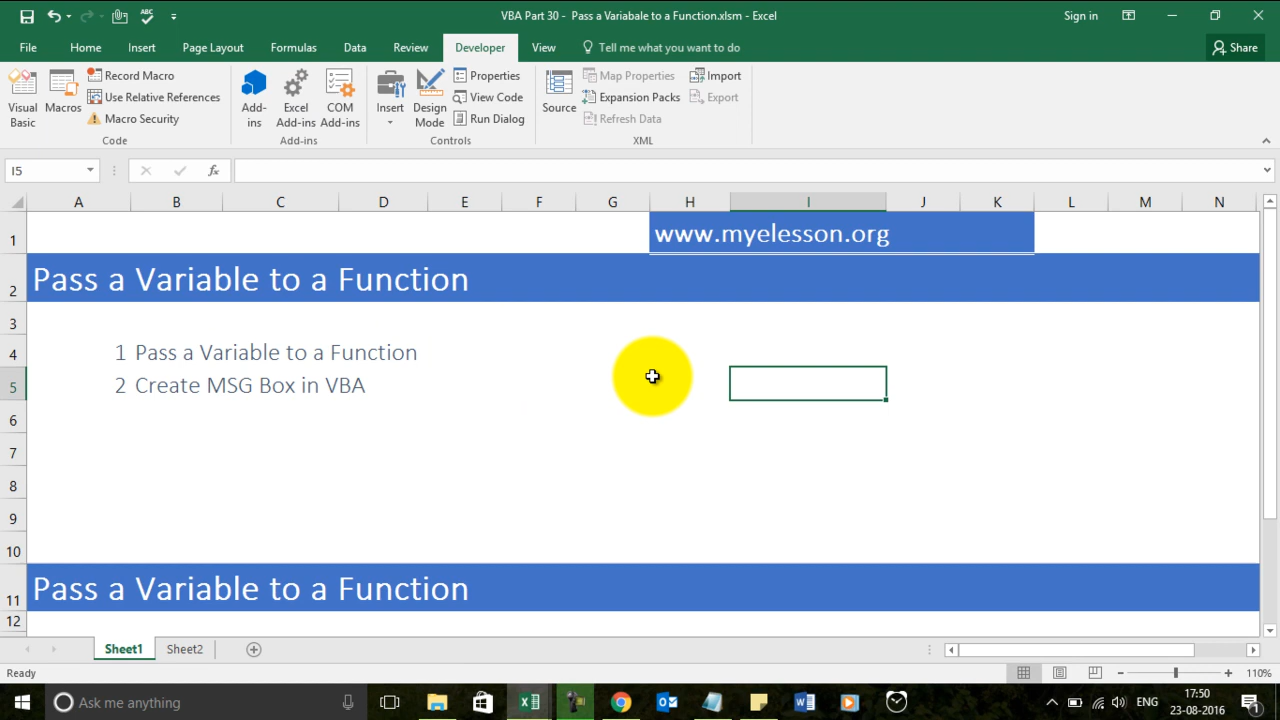 VBA Part 30 - Pass a Variabale to a Function.xlsm - Excel
Sign in
File Home Insert Page Layout Formulas Data Review Developer View Tell me what you want to do Share
Visual Basic
Macros
Record Macro
Use Relative References
Macro Security
Code
Add-ins
Excel Add-ins
COM Add-ins
Add-ins
Insert
Design Mode
Properties
View Code
Run Dialog
Controls
Source
Map Properties
Expansion Packs
Refresh Data
Import
Export
XML
I5
fx
A B C D E F G H I J K L M N
1 www.myelesson.org
2 Pass a Variable to a Function
3
4 1 Pass a Variable to a Function
5 2 Create MSG Box in VBA
6
7
8
9
10
11 Pass a Variable to a Function
12
Sheet1 Sheet2
Ready 110%
Ask me anything
ENG
17:50
23-08-2016
1